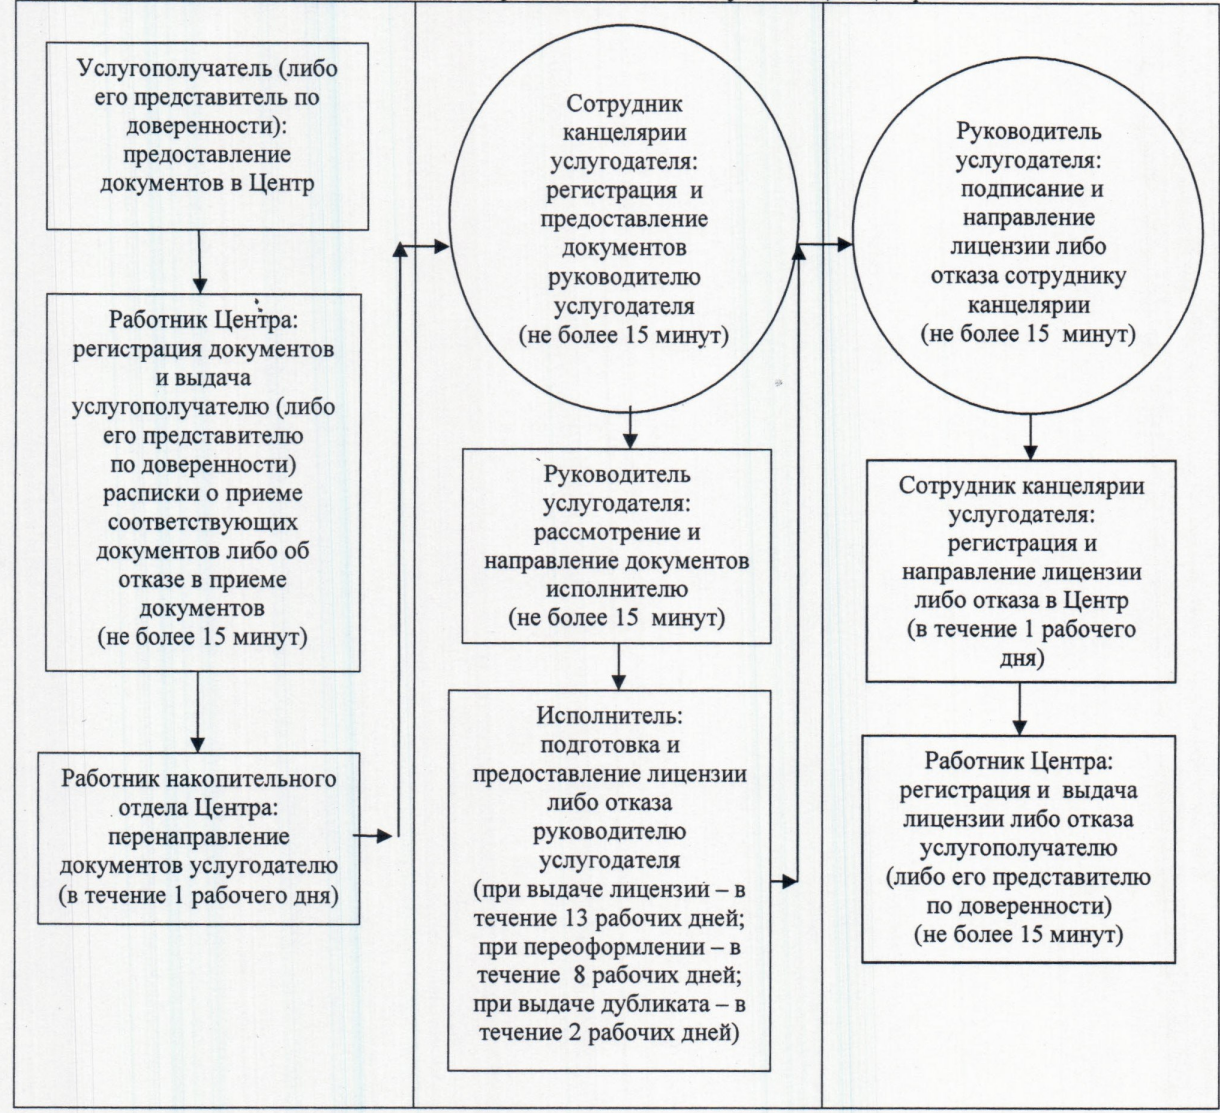 Услугополучатель (либо
его представитель по
доверенности):
предоставление
документов в Центр
Работник Центра:
регистрация документов
и выдача
услугополучателю (либо
его представителю
по доверенности)
расписки о приеме
соответствующих
документов либо об
отказе в приеме
документов
(не более 15 минут)
Работник накопительного
отдела Центра:
перенаправление
документов услугодателю
(в течение 1 рабочего дня)
Сотрудник
канцелярии
услугодателя:
регистрация и
предоставление
документов
руководителю
услугодателя
(не более 15 минут)
Руководитель
услугодателя:
рассмотрение и
направление документов
исполнителю
(не более 15 минут)
Исполнитель:
подготовка и
предоставление лицензии
либо отказа
руководителю
услугодателя
(при выдаче лицензии – в
течение 13 рабочих дней;
при переоформлении – в
течение 8 рабочих дней;
при выдаче дубликата – в
течение 2 рабочих дней)
Руководитель
услугодателя:
подписание и
направление
лицензии либо
отказа сотруднику
канцелярии
(не более 15 минут)
Сотрудник канцелярии
услугодателя:
регистрация и
направление лицензии
либо отказа в Центр
(в течение 1 рабочего
дня)
Работник Центра:
регистрация и выдача
лицензии либо отказа
услугополучателю
(либо его представителю
по доверенности)
(не более 15 минут)